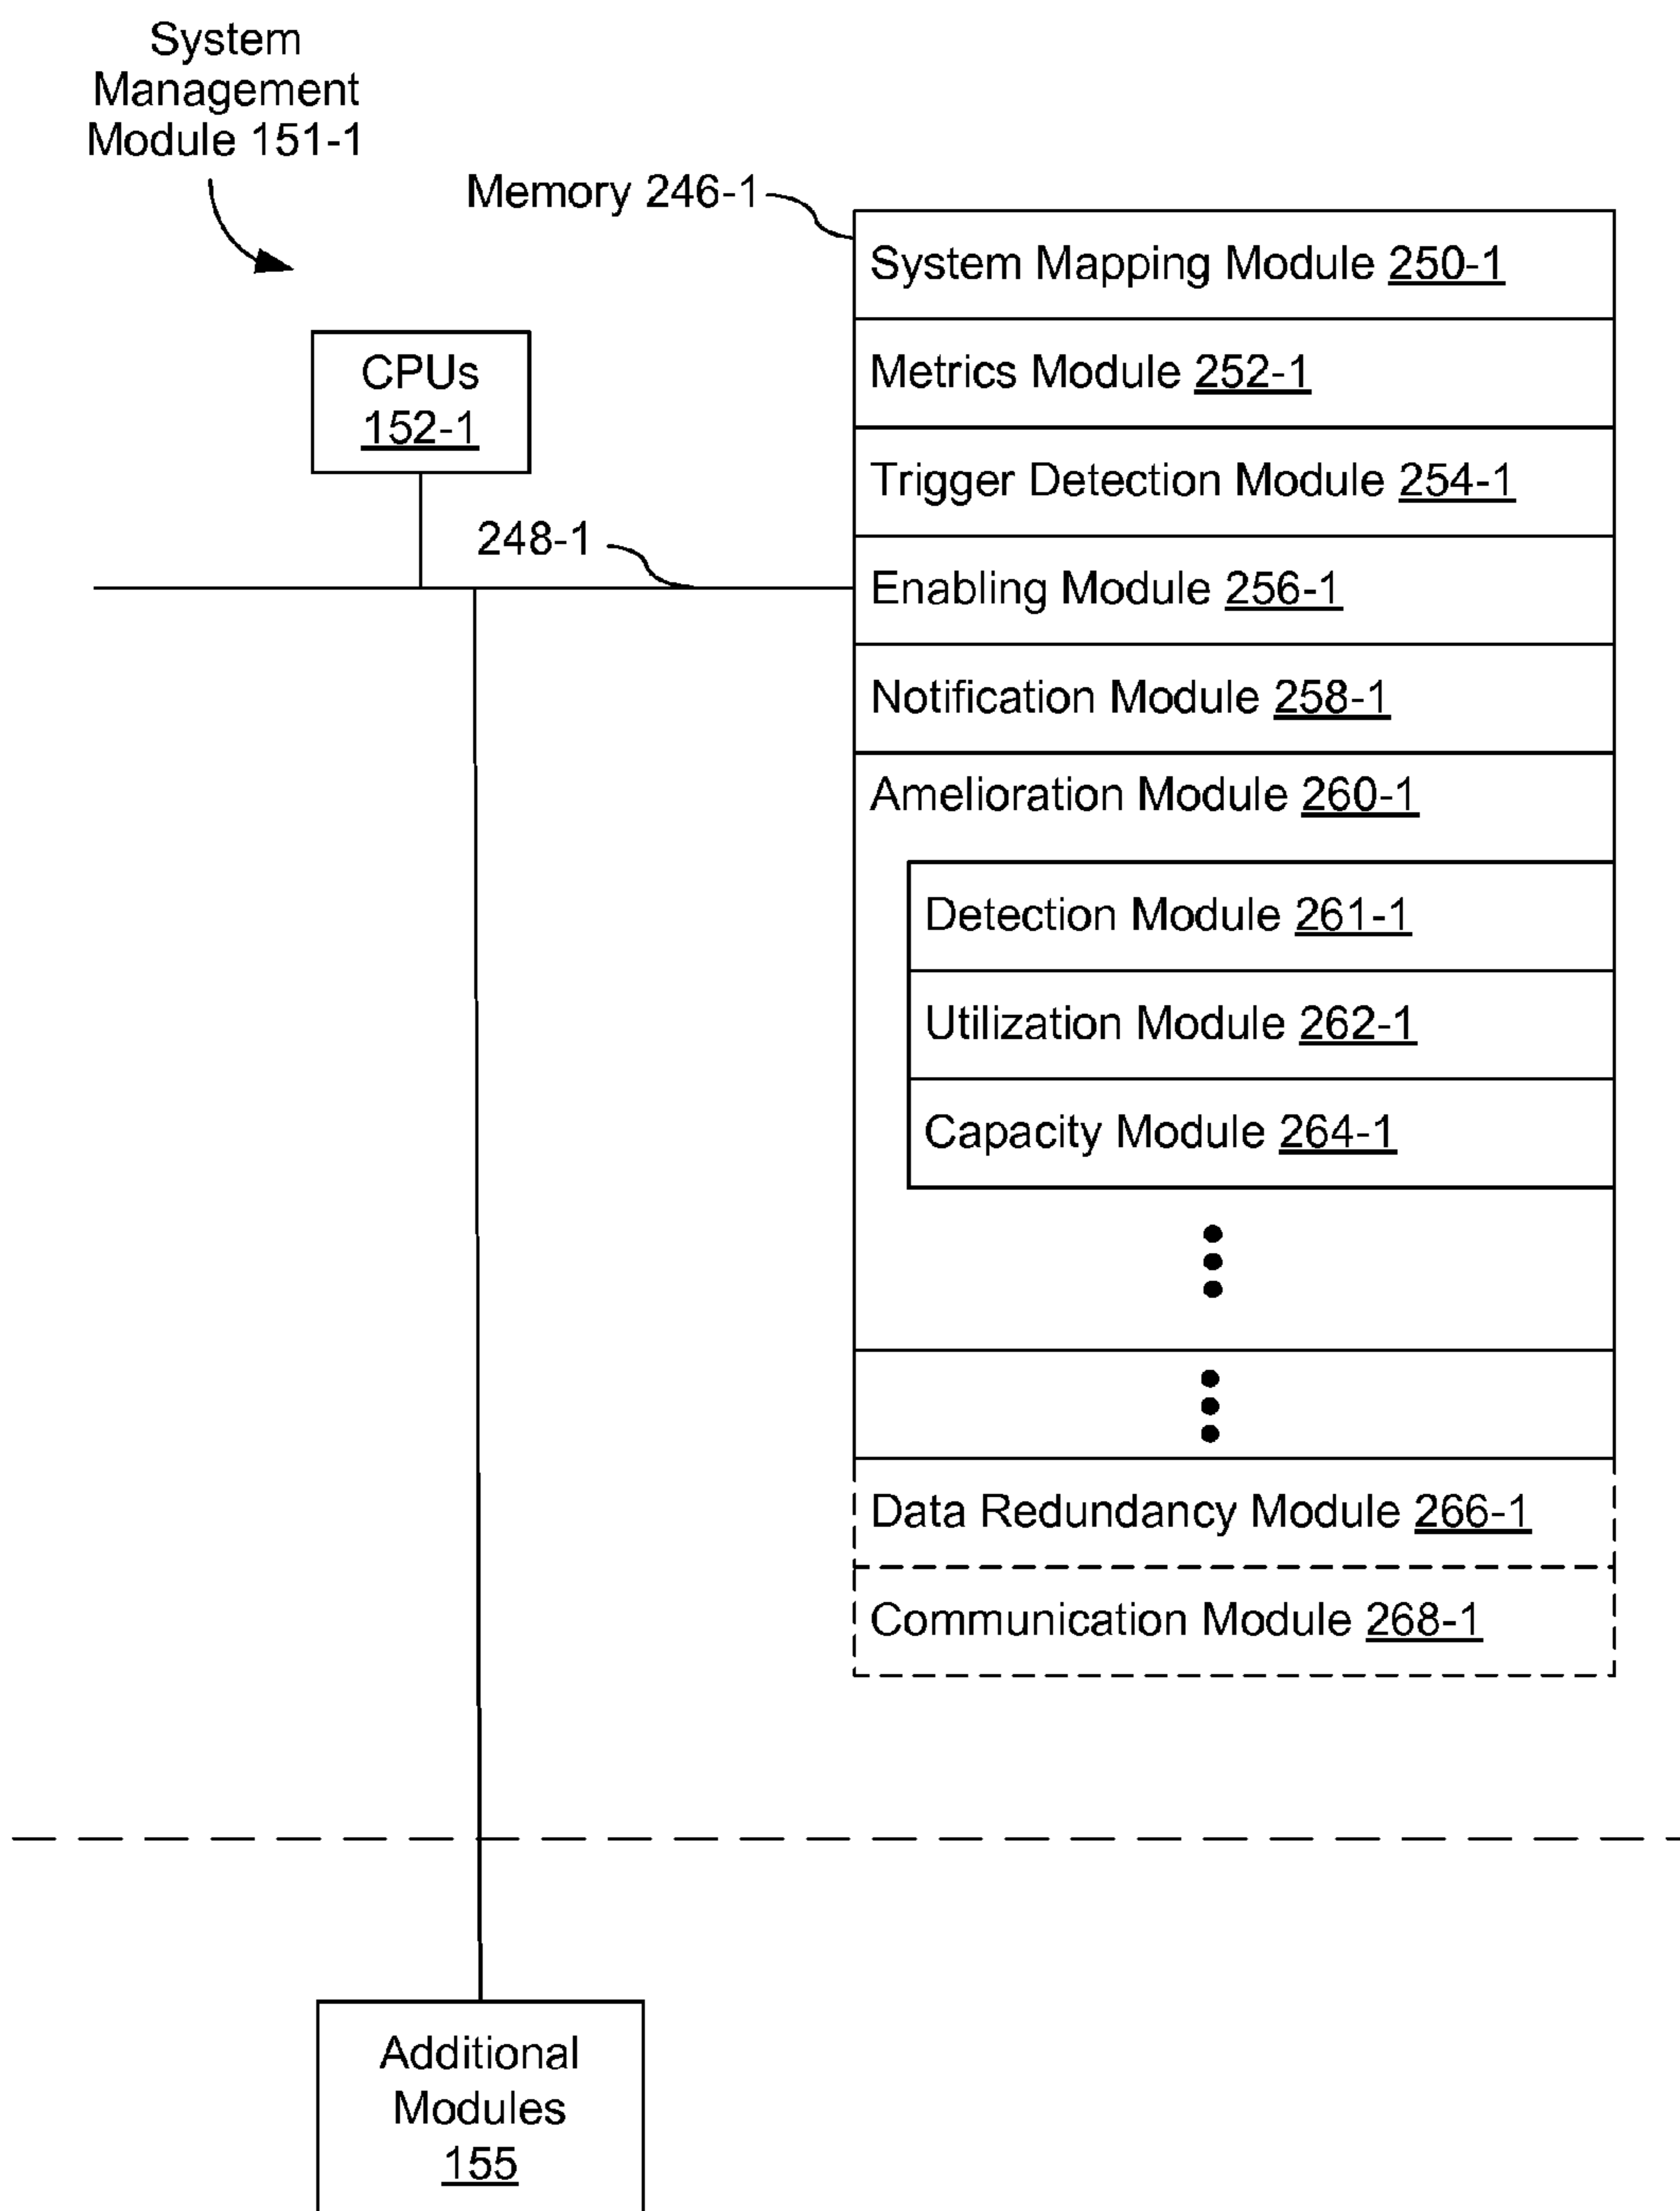 System
Management
Module 151-1
Memory 246-1
System Mapping Module 250-1
CPUs
152-1
Metrics Module 252-1
Trigger Detection Module 254-1
248-1
Enabling Module 256-1
Notification Module 258-1
Amelioration Module 260-1
Detection Module 261-1
Utilization Module 262-1
Capacity Module 264-1
Data Redundancy Module 266-1
Communication Module 268-1
Additional
Modules
155